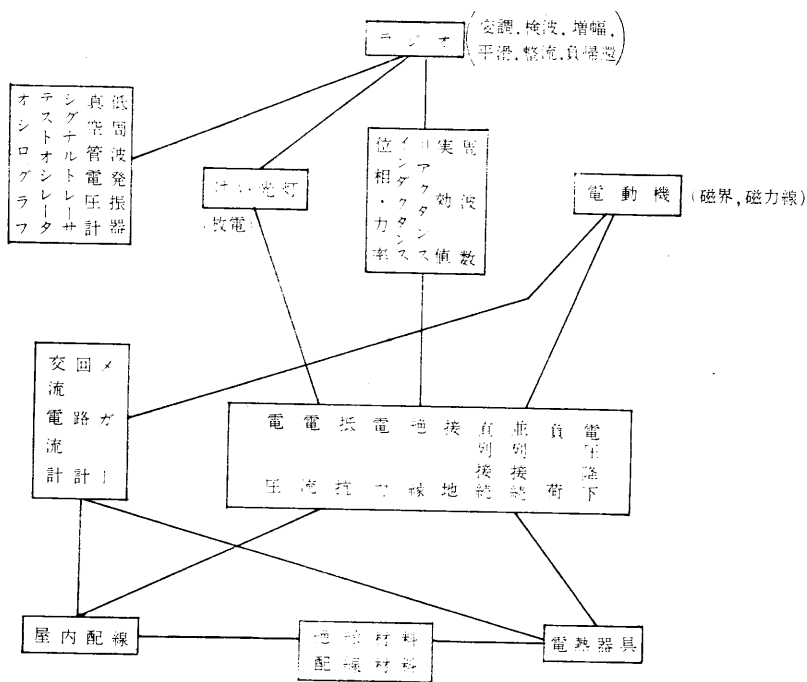 ラジオ
(変調,検波,増幅,
平滑,整流,負帰還)
低周波発振器
真空管電圧計
シグナルトレーサ
テストオシレータ
オシログラフ
けい光灯
(放電)
周波数
実効値
リアクタンス
インダクタンス
位相・力率
電動機
(磁界,磁力線)
メガー
回路計
交流電流計
電圧降下
負荷
並列接続
直列接続
接地
絶縁
電力
抵抗
電流
電圧
屋内配線
絶縁材料
配線材料
電熱器具